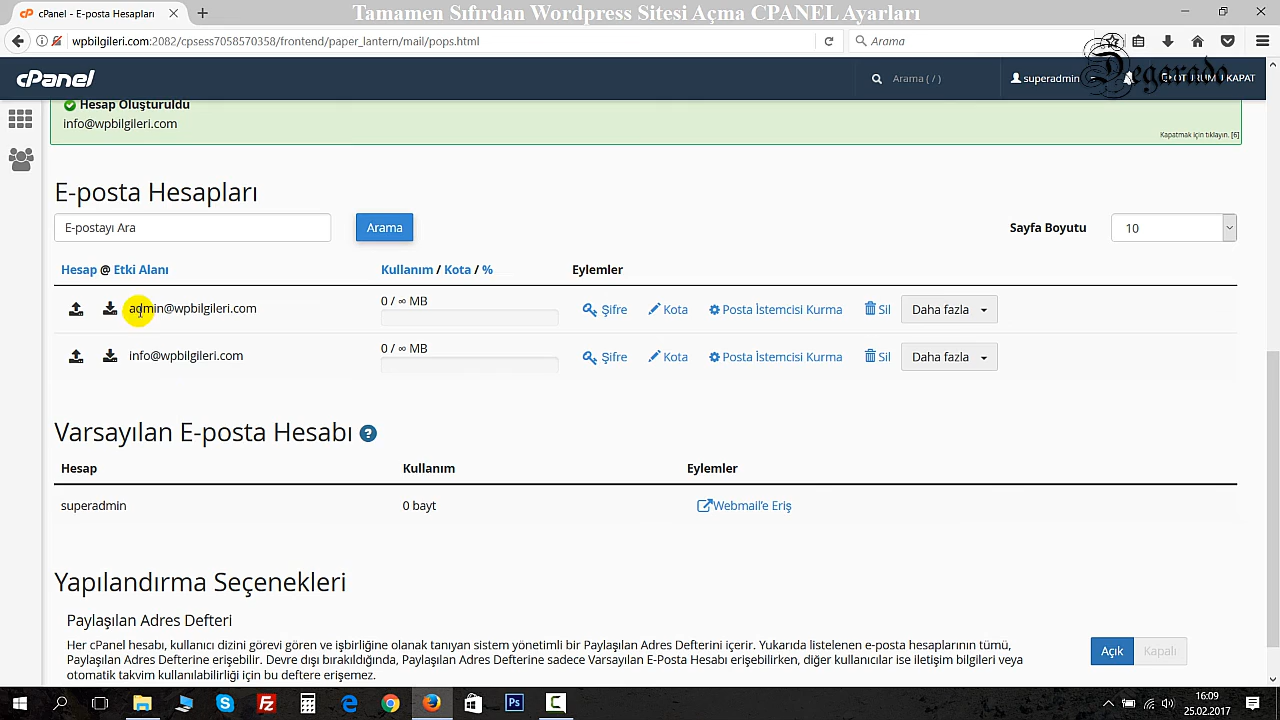 cPanel - E-posta Hesapları
Tamamen Sıfırdan Wordpress Sitesi Açma CPANEL Ayarları
wpbilgileri.com:2082/cpsess7058570358/frontend/paper_lantern/mail/pops.html
Arama
cPanel
Arama ( / )
superadmin
OTURUMU KAPAT
Degarado
Hesap Oluşturuldu
info@wpbilgileri.com
Kapatmak için tıklayın. [6]
E-posta Hesapları
E-postayı Ara
Arama
Sayfa Boyutu
10
Hesap @ Etki Alanı
Kullanım / Kota / %
Eylemler
admin@wpbilgileri.com
0 / ∞ MB
Şifre
Kota
Posta İstemcisi Kurma
Sil
Daha fazla
info@wpbilgileri.com
0 / ∞ MB
Şifre
Kota
Posta İstemcisi Kurma
Sil
Daha fazla
Varsayılan E-posta Hesabı
Hesap
Kullanım
Eylemler
superadmin
0 bayt
Webmail'e Eriş
Yapılandırma Seçenekleri
Paylaşılan Adres Defteri
Her cPanel hesabı, kullanıcı dizini görevi gören ve işbirliğine olanak tanıyan sistem yönetimli bir Paylaşılan Adres Defterini içerir. Yukarıda listelenen e-posta hesaplarının tümü,
Paylaşılan Adres Defterine erişebilir. Devre dışı bırakıldığında, Paylaşılan Adres Defterine sadece Varsayılan E-Posta Hesabı erişebilirken, diğer kullanıcılar ise iletişim bilgileri veya
otomatik takvim kullanılabilirliği için bu deftere erişemez.
Açık
Kapalı
16:09
25.02.2017